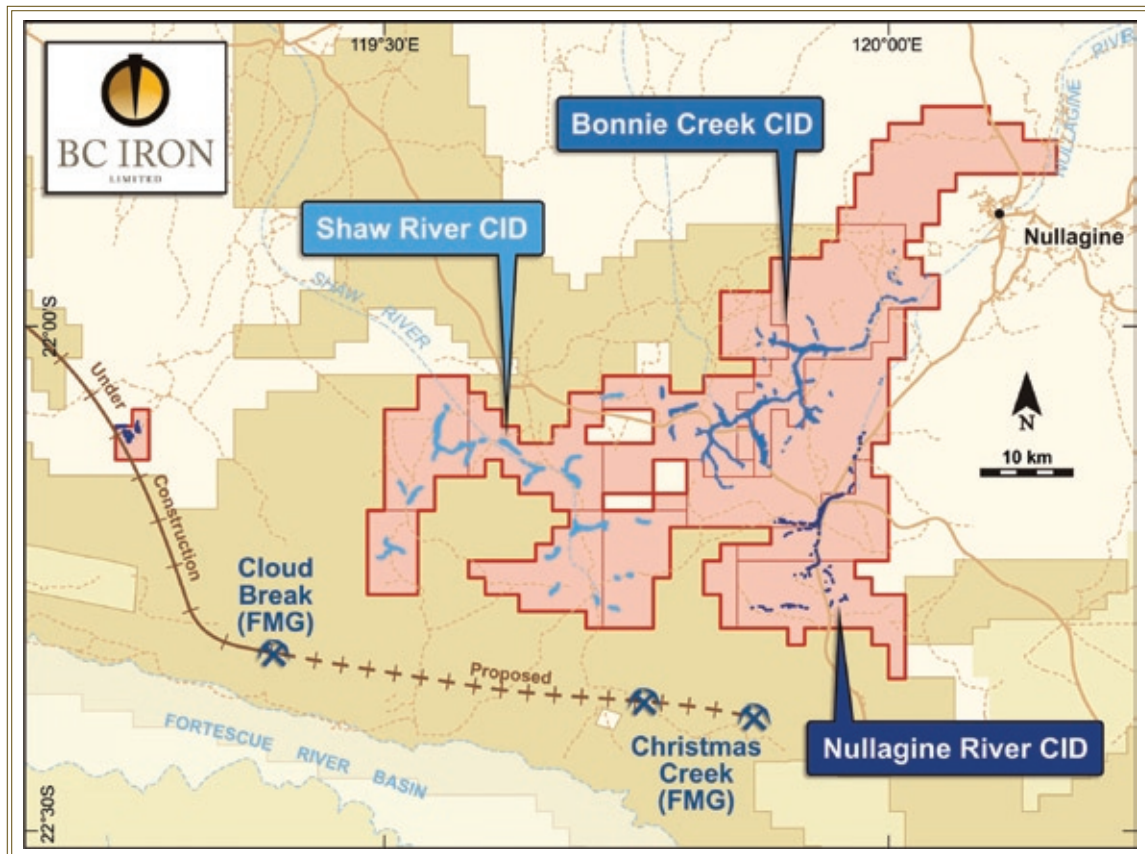 119°30'E
120°00'E
BC IRON
LIMITED
Bonnie Creek CID
RIVER
NULLAGINE
Shaw River CID
Nullagine
SHAW RIVER
22°00'S
Under
Construction
N
10 km
Cloud
Break
(FMG)
Proposed
Christmas
Creek
(FMG)
Nullagine River CID
FORTESCUE RIVER BASIN
22°30'S